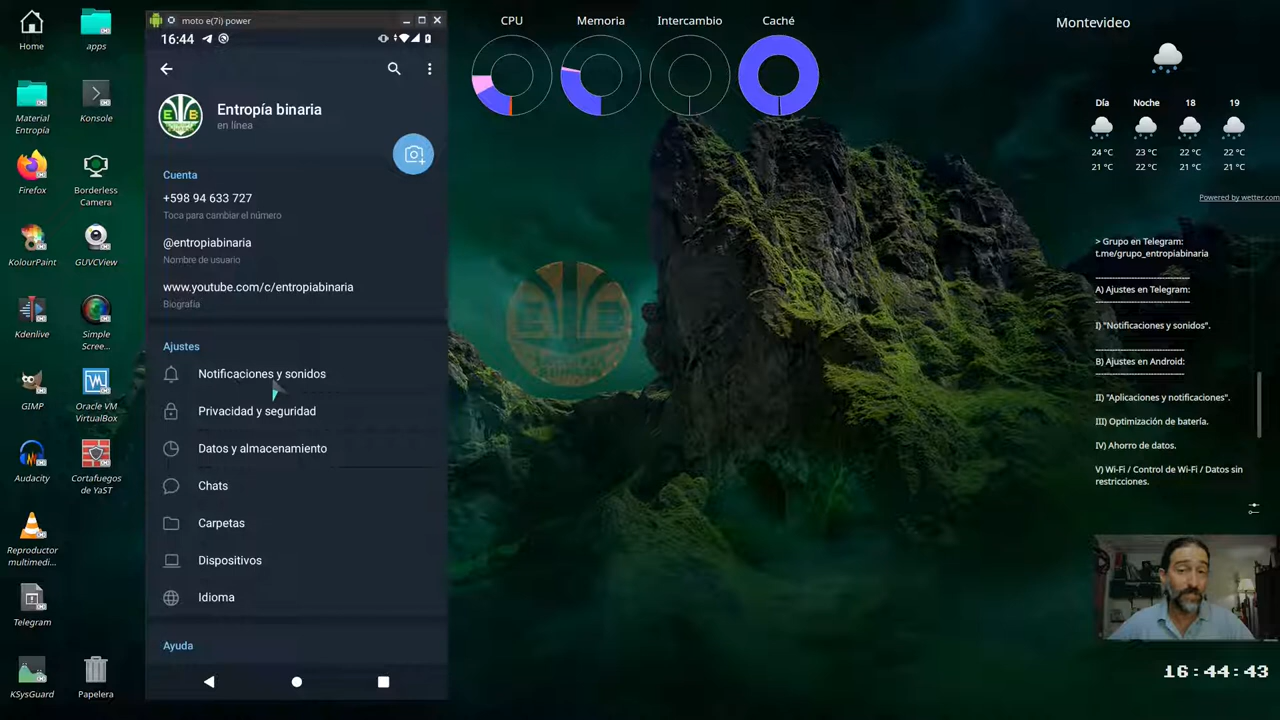 Home
apps
Material
Entropía
Konsole
Firefox
Borderless
Camera
KolourPaint
GUVCView
Kdenlive
Simple
Scree...
GIMP
Oracle VM
VirtualBox
Audacity
Cortafuegos
de YaST
Reproductor
multimedi...
Telegram
KSysGuard
Papelera
moto e(7i) power
16:44
Entropía binaria
en línea
Cuenta
+598 94 633 727
Toca para cambiar el número
@entropiabinaria
Nombre de usuario
www.youtube.com/c/entropiabinaria
Biografía
Ajustes
Notificaciones y sonidos
Privacidad y seguridad
Datos y almacenamiento
Chats
Carpetas
Dispositivos
Idioma
Ayuda
CPU
Memoria
Intercambio
Caché
E B
Montevideo
Día Noche 18 19
24 °C 23 °C 22 °C 22 °C
21 °C 22 °C 21 °C 21 °C
Powered by wetter.com
> Grupo en Telegram:
t.me/grupo_entropiabinaria
------------------------------
A) Ajustes en Telegram:
------------------------------
I) "Notificaciones y sonidos".
------------------------------
B) Ajustes en Android:
----------------------------
II) "Aplicaciones y notificaciones".
III) Optimización de batería.
IV) Ahorro de datos.
V) Wi-Fi / Control de Wi-Fi / Datos sin
restricciones.
16:44:43